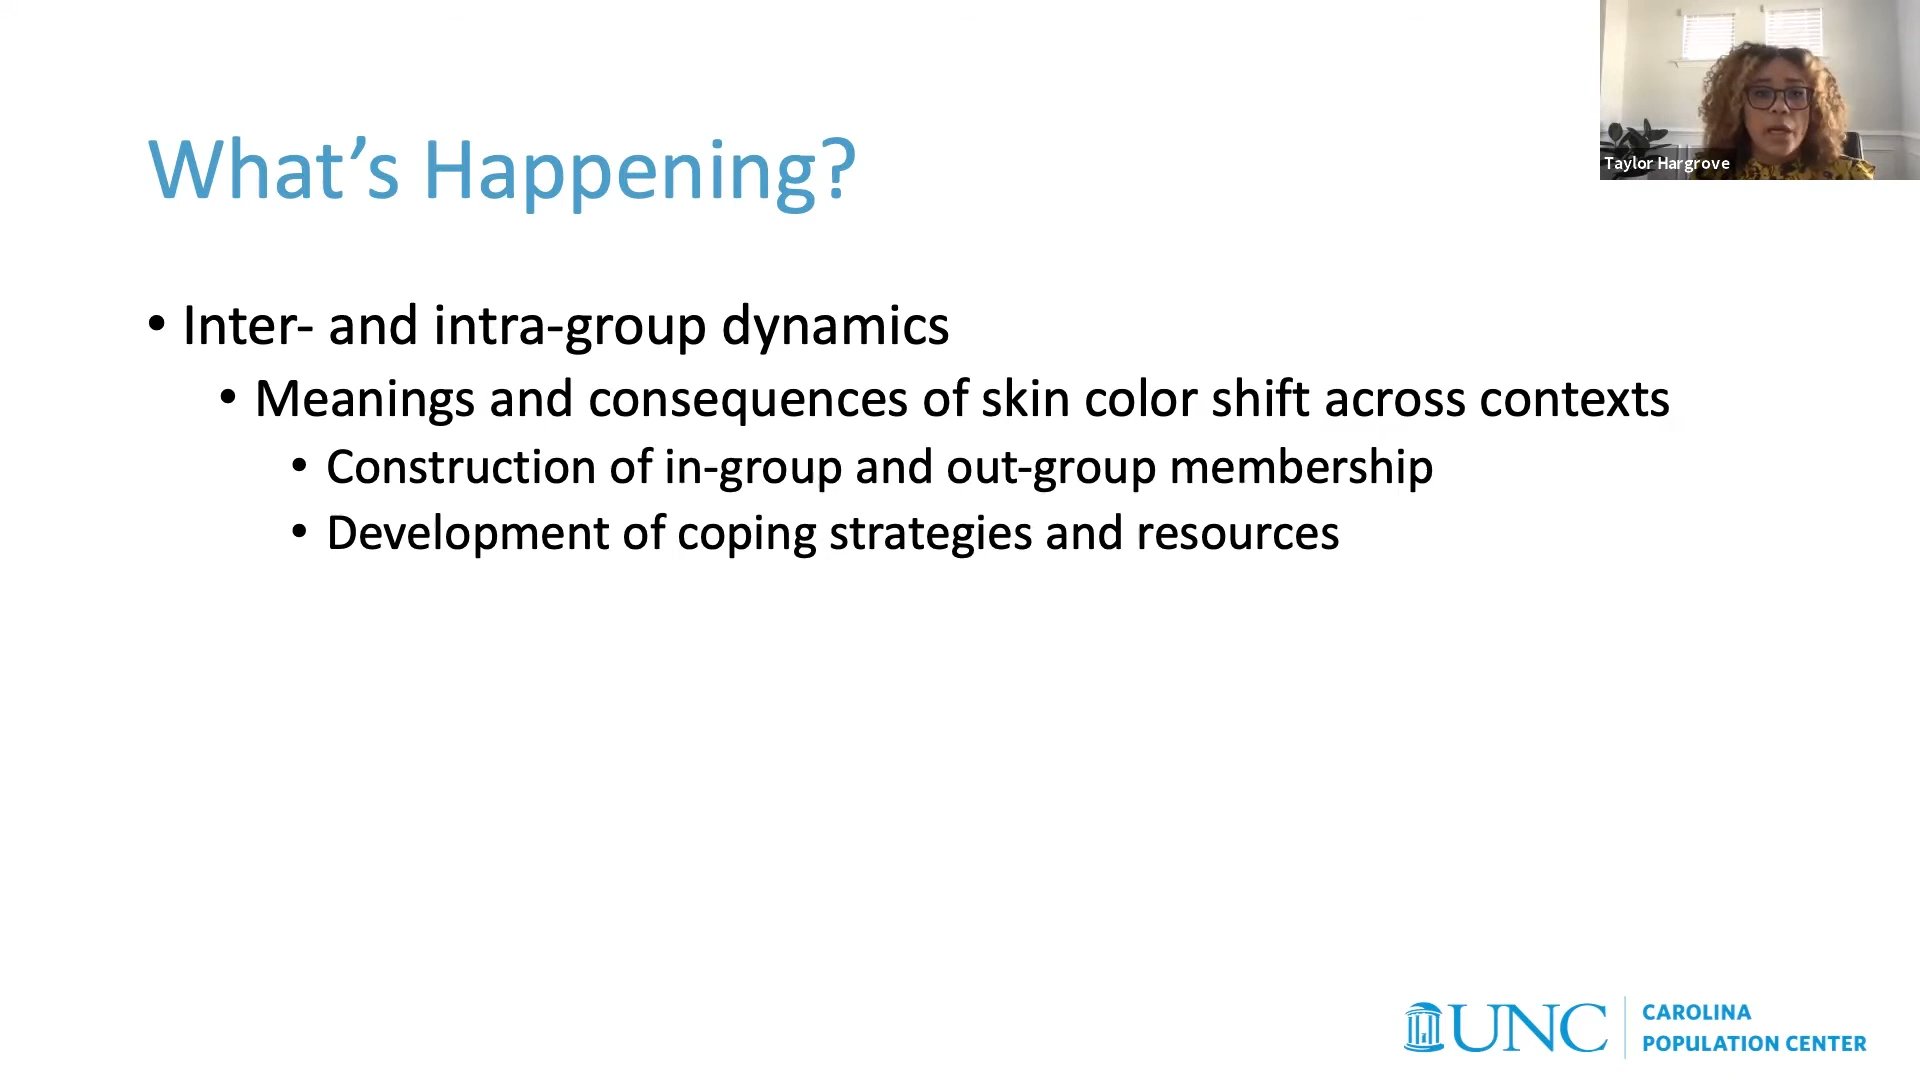 What’s Happening?
• Inter- and intra-group dynamics
• Meanings and consequences of skin color shift across contexts
• Construction of in-group and out-group membership
• Development of coping strategies and resources
Taylor Hargrove
UNC
CAROLINA
POPULATION CENTER